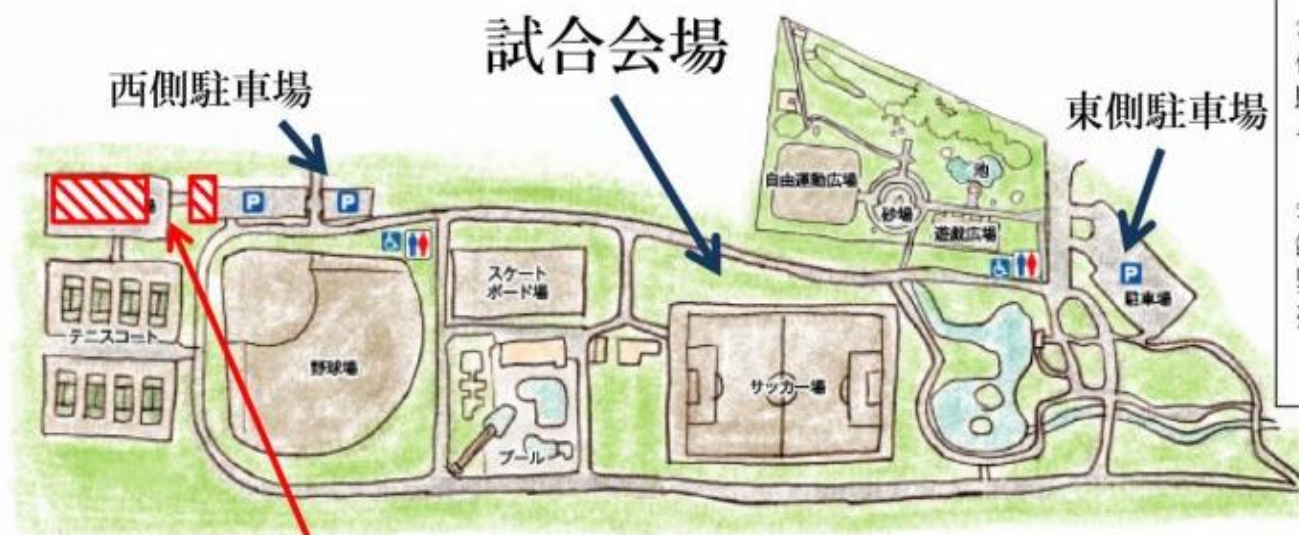 試合会場
西側駐車場
東側駐車場
自由運動広場
池
砂場
遊戯広場
P
P
P
駐車場
場
スケート
ボード場
テニスコート
野球場
サッカー場
プール